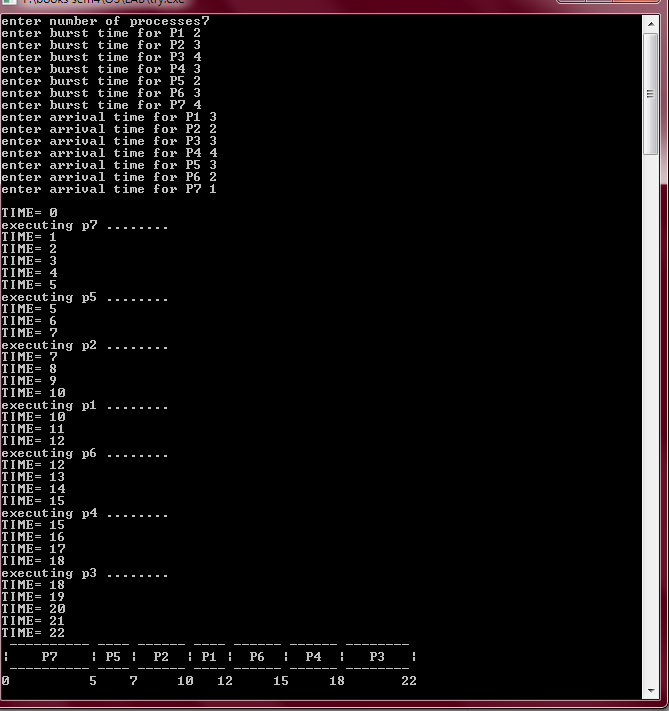 enter number of processes7
enter burst time for P1 2
enter burst time for P2 3
enter burst time for P3 4
enter burst time for P4 3
enter burst time for P5 2
enter burst time for P6 3
enter burst time for P7 4
enter arrival time for P1 3
enter arrival time for P2 2
enter arrival time for P3 3
enter arrival time for P4 4
enter arrival time for P5 3
enter arrival time for P6 2
enter arrival time for P7 1
TIME= 0
executing p7 ........
TIME= 1
TIME= 2
TIME= 3
TIME= 4
TIME= 5
executing p5 ........
TIME= 5
TIME= 6
TIME= 7
executing p2 ........
TIME= 7
TIME= 8
TIME= 9
TIME= 10
executing p1 ........
TIME= 10
TIME= 11
TIME= 12
executing p6 ........
TIME= 12
TIME= 13
TIME= 14
TIME= 15
executing p4 ........
TIME= 15
TIME= 16
TIME= 17
TIME= 18
executing p3 ........
TIME= 18
TIME= 19
TIME= 20
TIME= 21
TIME= 22
¦ P7 ¦ P5 ¦ P2 ¦ P1 ¦ P6 ¦ P4 ¦ P3 ¦
0 5 7 10 12 15 18 22